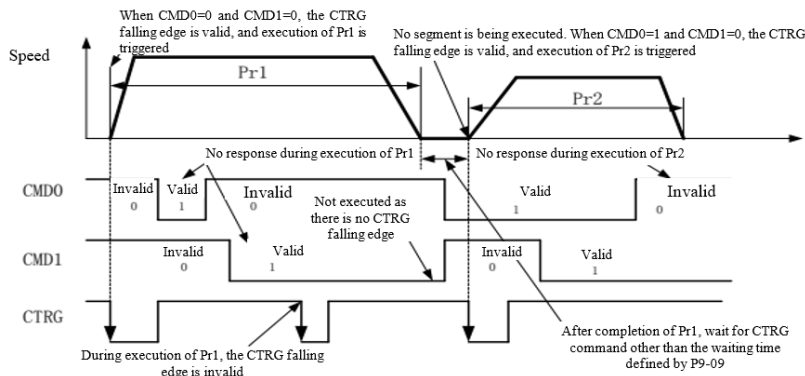 When CMD0=0 and CMD1=0, the CTRG
falling edge is valid, and execution of Pr1 is
triggered
No segment is being executed. When CMD0=1 and CMD1=0, the CTRG
falling edge is valid, and execution of Pr2 is triggered
Speed
Pr1
Pr2
No response during execution of Pr1
No response during execution of Pr2
CMD0
Invalid
0
Valid
1
Invalid
0
Valid
1
Invalid
0
Not executed as
there is no CTRG
falling edge
CMD1
Invalid
0
Valid
1
Invalid
0
Valid
1
CTRG
During execution of Pr1, the CTRG falling
edge is invalid
After completion of Pr1, wait for CTRG
command other than the waiting time
defined by P9-09